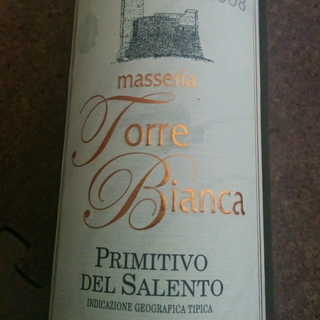 masseria
Torre
Bianca
PRIMITIVO
DEL SALENTO
INDICAZIONE GEOGRAFICA TIPICA